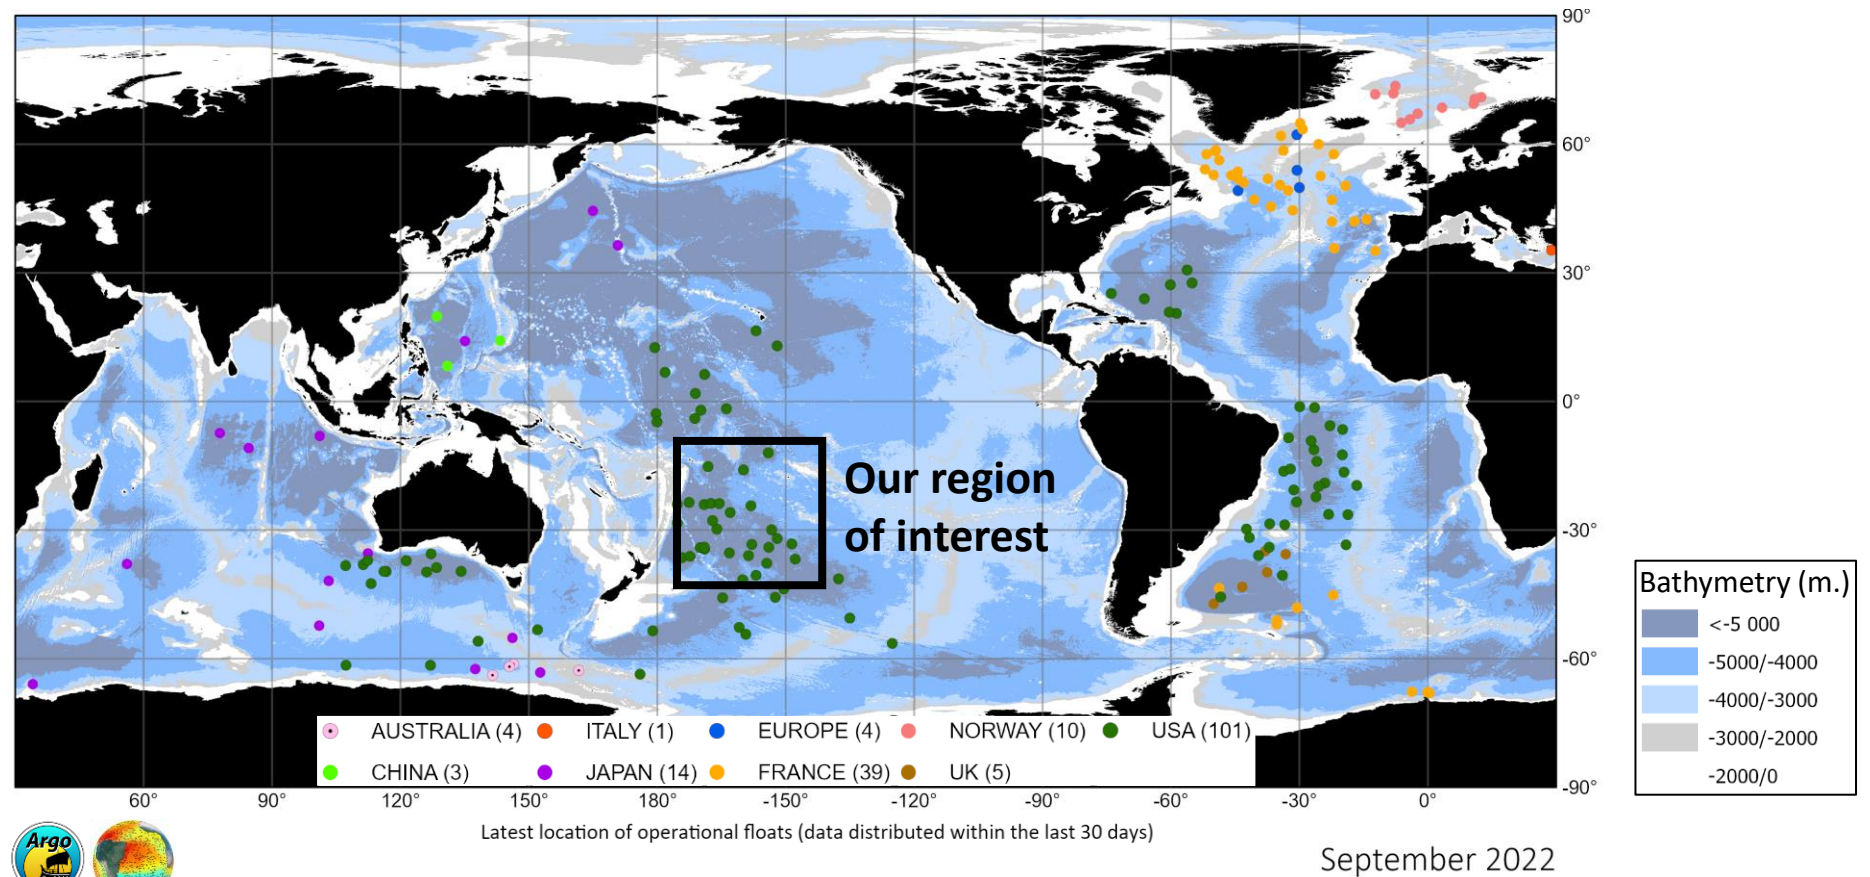 90°
60°
30°
0°
-30°
-60°
-90°
Our region
of interest
Bathymetry (m.)
<-5 000
-5000/-4000
-4000/-3000
-3000/-2000
-2000/0
AUSTRALIA (4)
ITALY (1)
EUROPE (4)
NORWAY (10)
USA (101)
CHINA (3)
JAPAN (14)
FRANCE (39)
UK (5)
60°
90°
120°
150°
180°
-150°
-120°
-90°
-60°
-30°
0°
Latest location of operational floats (data distributed within the last 30 days)
Argo
September 2022